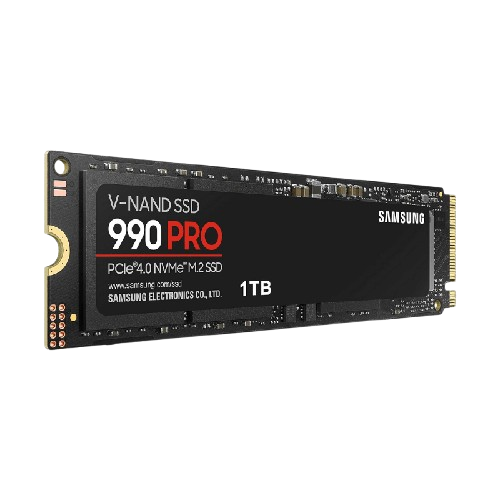 V-NAND SSD
990 PRO
PCIe®4.0 NVMe™ M.2 SSD
www.samsung.com/ssd
SAMSUNG ELECTRONICS CO., LTD.
1TB
SAMSUNG